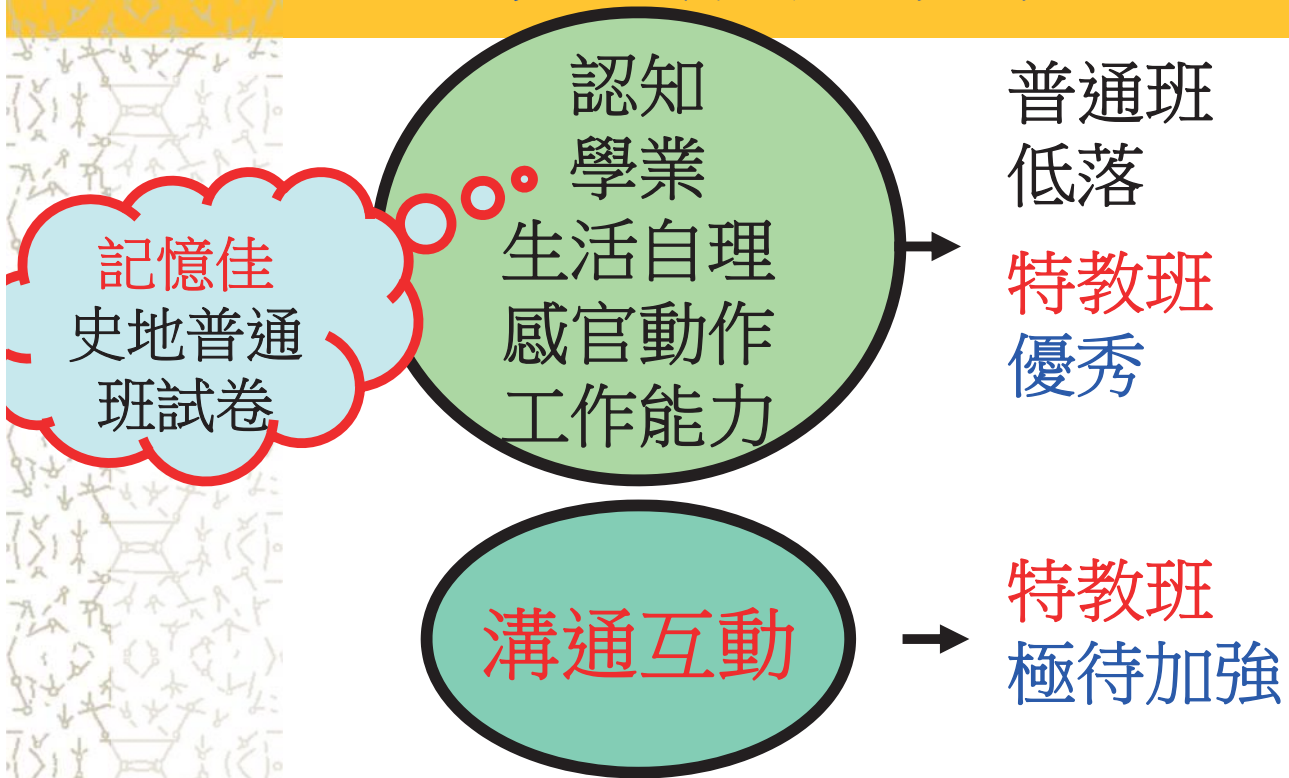 認知
學業
生活自理
感官動作
工作能力
普通班
低落
特教班
優秀
記憶佳
史地普通
班試卷
溝通互動
特教班
極待加強